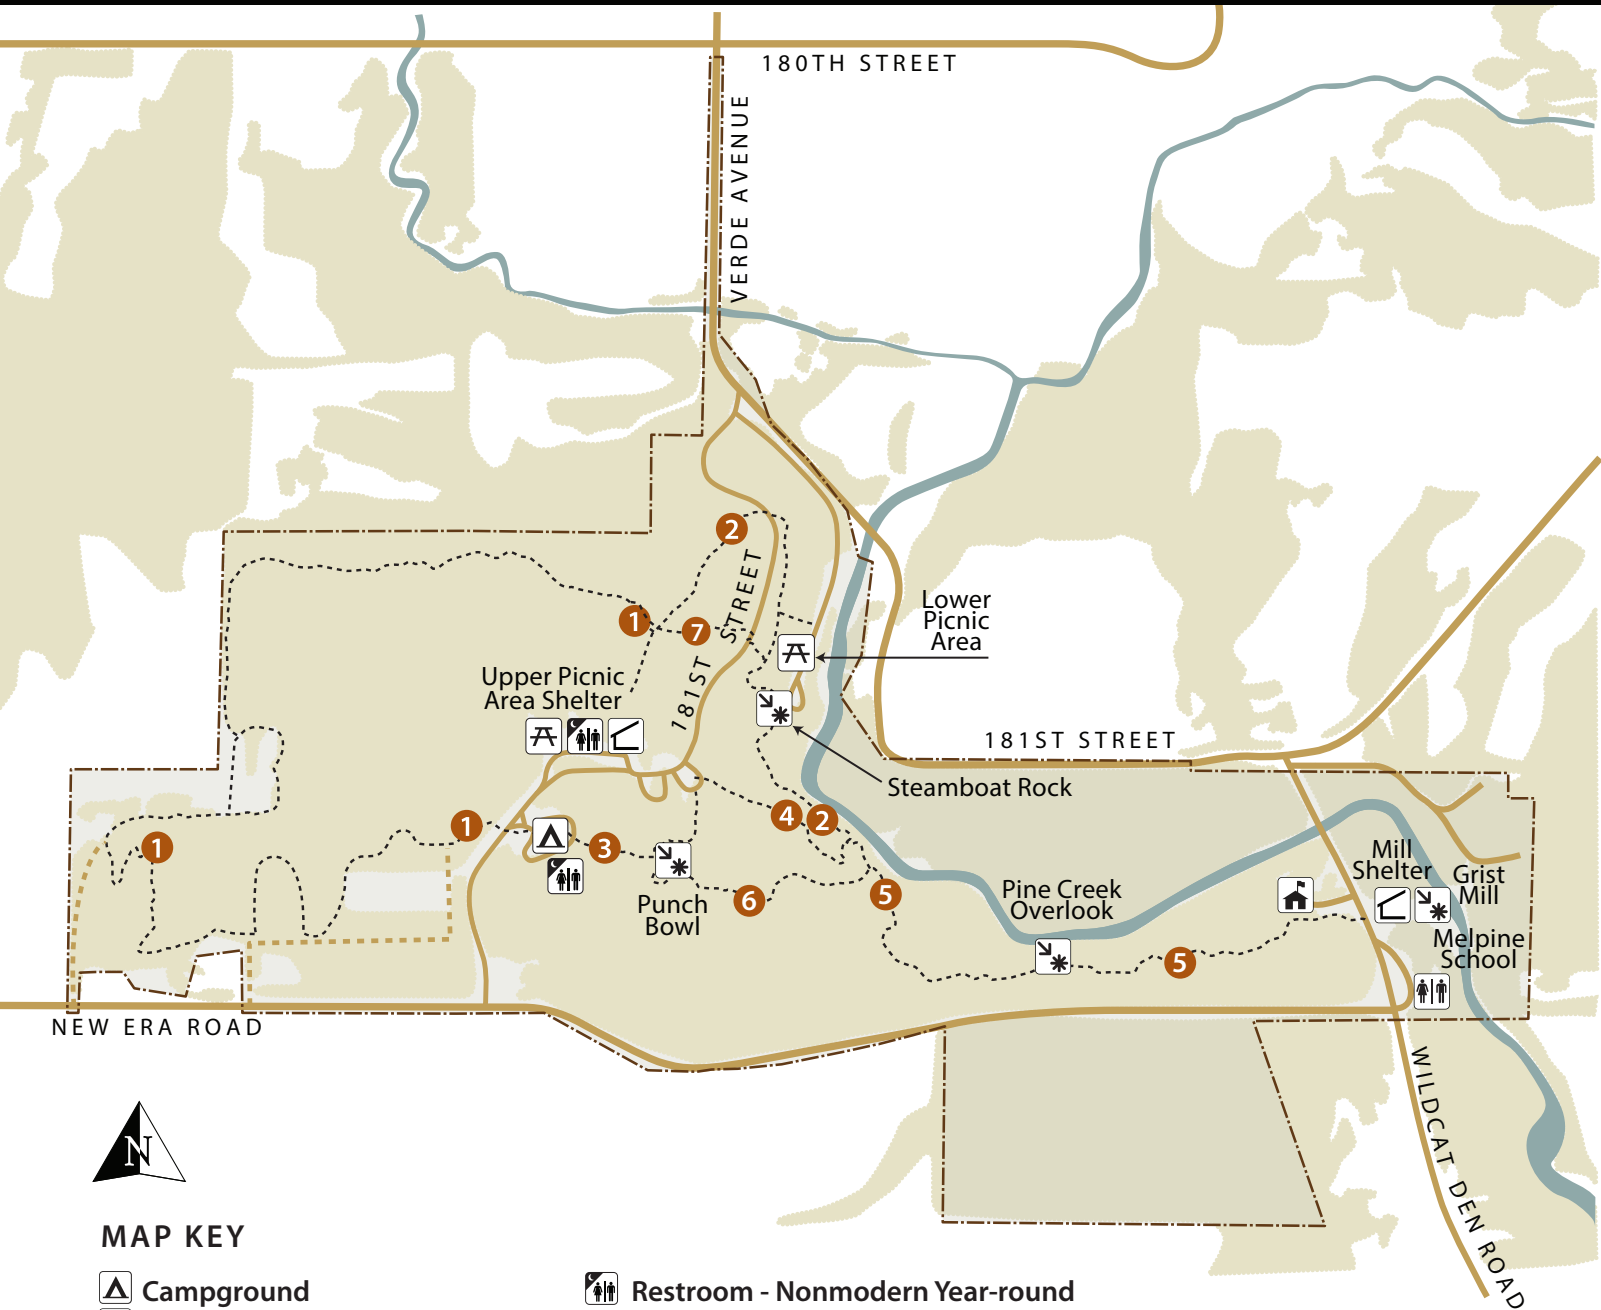 180TH STREET
VERDE AVENUE
2
Lower
Picnic
Area
1
7
181ST STREET
Upper Picnic
Area Shelter
181ST STREET
Steamboat Rock
4
2
1
1
3
Mill
Shelter
Grist
Mill
Pine Creek
Overlook
Punch
Bowl
6
5
Melpine
School
5
NEW ERA ROAD
WILDCAT DEN ROAD
N
MAP KEY
Campground
Restroom - Nonmodern Year-round